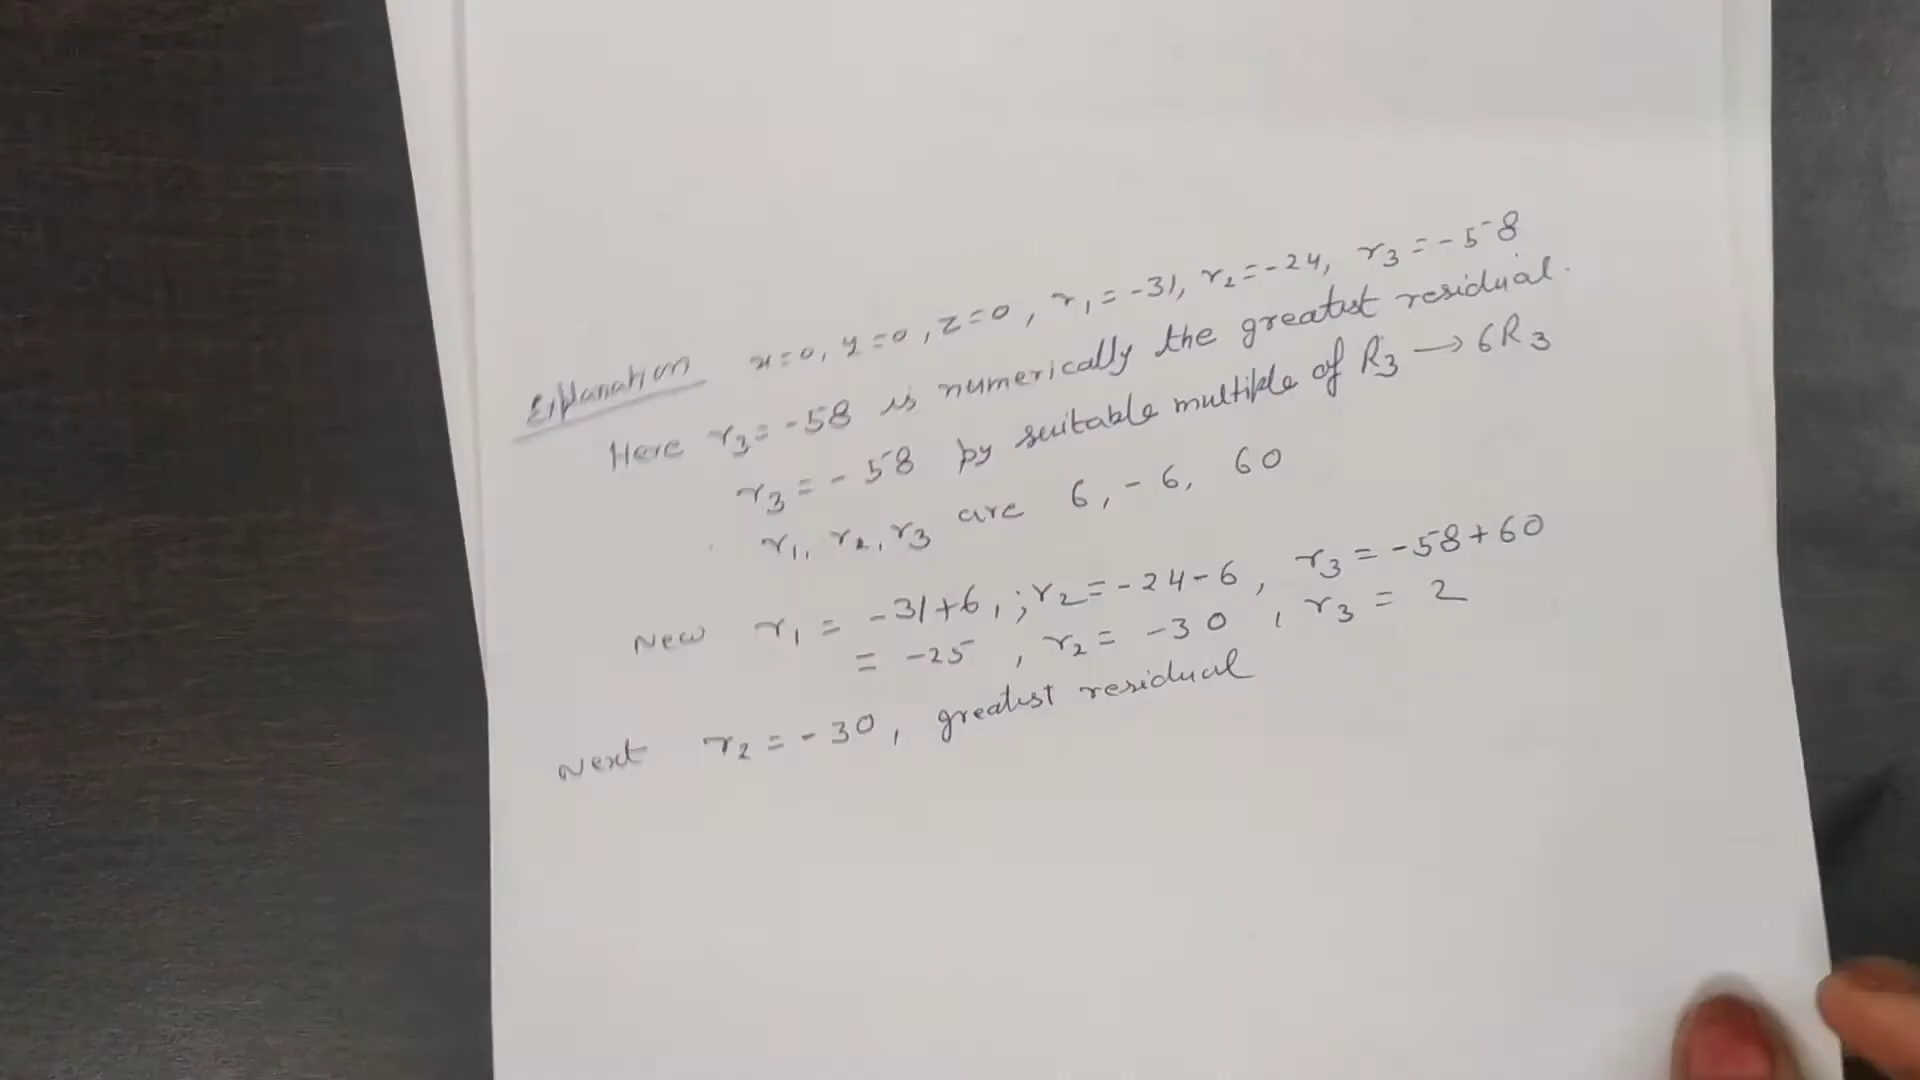 Explanation x=0, y=0, z=0, r₁=-31, r₂=-24, r₃=-58
Here r₃=-58 is numerically the greatest residual.
r₃=-58 by suitable multiple of R₃ → 6R₃
r₁, r₂, r₃ are 6, -6, 60
New r₁ = -31+6, ; r₂=-24-6, r₃=-58+60
= -25, r₂= -30, r₃= 2
Next r₂=-30, greatest residual